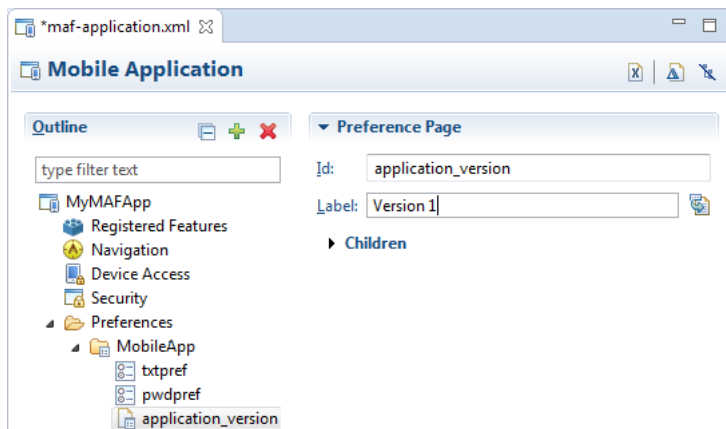 *maf-application.xml
Mobile Application
Outline
type filter text
MyMAFApp
Registered Features
Navigation
Device Access
Security
Preferences
MobileApp
txtpref
pwdpref
application_version
Preference Page
Id: application_version
Label: Version 1
Children